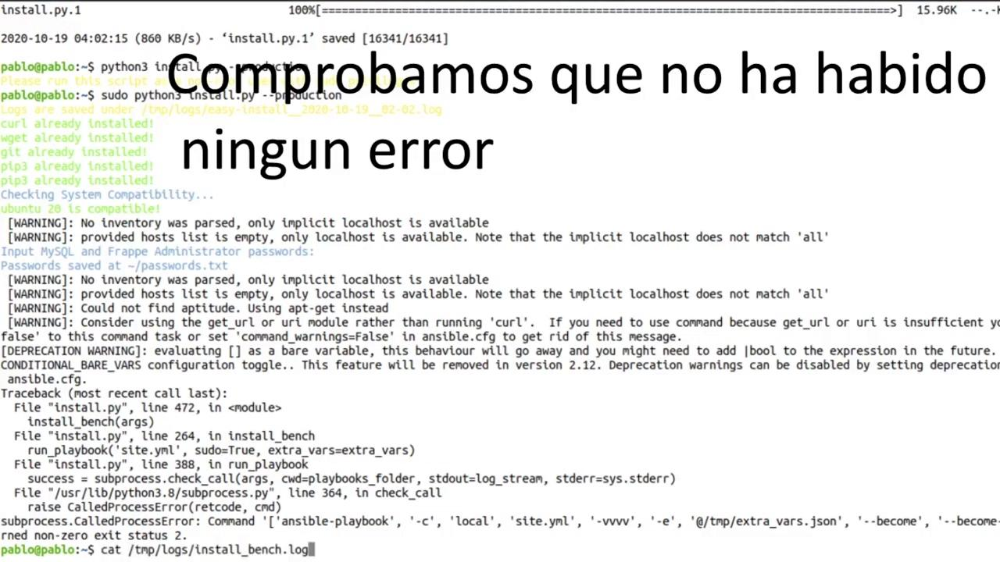 install.py.1 100%[======================================================================================>] 15.96K --.-K
2020-10-19 04:02:15 (860 KB/s) - ‘install.py.1’ saved [16341/16341]
pablo@pablo:~$ python3 install.py --production
Please run this script as a non-root user with sudo privileges
Comprobamos que no ha habido
pablo@pablo:~$ sudo python3 install.py --production
Logs are saved under /tmp/logs/easy-install__2020-10-19__02-02.log
curl already installed!
wget already installed!
ningun error
git already installed!
pip3 already installed!
pip3 already installed!
Checking System Compatibility...
ubuntu 20 is compatible!
[WARNING]: No inventory was parsed, only implicit localhost is available
[WARNING]: provided hosts list is empty, only localhost is available. Note that the implicit localhost does not match 'all'
Input MySQL and Frappe Administrator passwords:
Passwords saved at ~/passwords.txt
[WARNING]: No inventory was parsed, only implicit localhost is available
[WARNING]: provided hosts list is empty, only localhost is available. Note that the implicit localhost does not match 'all'
[WARNING]: Could not find aptitude. Using apt-get instead
[WARNING]: Consider using the get_url or uri module rather than running 'curl'.  If you need to use command because get_url or uri is insufficient yo
false' to this command task or set 'command_warnings=False' in ansible.cfg to get rid of this message.
[DEPRECATION WARNING]: evaluating [] as a bare variable, this behaviour will go away and you might need to add |bool to the expression in the future.
CONDITIONAL_BARE_VARS configuration toggle.. This feature will be removed in version 2.12. Deprecation warnings can be disabled by setting deprecation
ansible.cfg.
Traceback (most recent call last):
File "install.py", line 472, in <module>
install_bench(args)
File "install.py", line 264, in install_bench
run_playbook('site.yml', sudo=True, extra_vars=extra_vars)
File "install.py", line 388, in run_playbook
success = subprocess.check_call(args, cwd=playbooks_folder, stdout=log_stream, stderr=sys.stderr)
File "/usr/lib/python3.8/subprocess.py", line 364, in check_call
raise CalledProcessError(retcode, cmd)
subprocess.CalledProcessError: Command '['ansible-playbook', '-c', 'local', 'site.yml', '-vvvv', '-e', '@/tmp/extra_vars.json', '--become', '--become-
rned non-zero exit status 2.
pablo@pablo:~$ cat /tmp/logs/install_bench.log